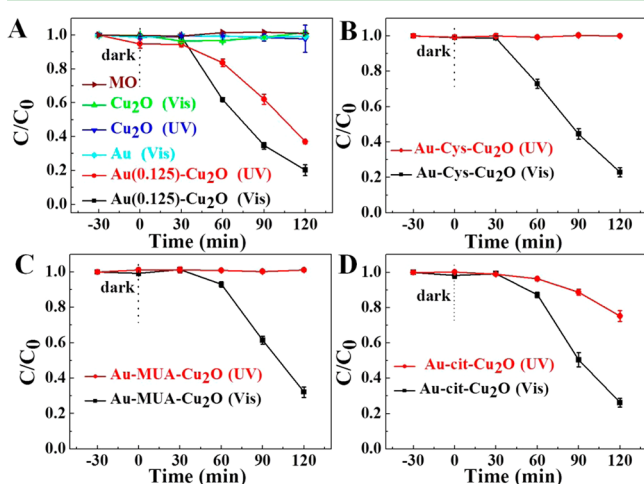 A
C/C0
1.0
0.8
0.6
0.4
0.2
0.0
dark
MO
Cu2O (Vis)
Cu2O (UV)
Au (Vis)
Au(0.125)-Cu2O (UV)
Au(0.125)-Cu2O (Vis)
-30 0 30 60 90 120
Time (min)
B
C/C0
1.0
0.8
0.6
0.4
0.2
0.0
dark
Au-Cys-Cu2O (UV)
Au-Cys-Cu2O (Vis)
-30 0 30 60 90 120
Time (min)
C
C/C0
1.0
0.8
0.6
0.4
0.2
0.0
dark
Au-MUA-Cu2O (UV)
Au-MUA-Cu2O (Vis)
-30 0 30 60 90 120
Time (min)
D
C/C0
1.0
0.8
0.6
0.4
0.2
0.0
dark
Au-cit-Cu2O (UV)
Au-cit-Cu2O (Vis)
-30 0 30 60 90 120
Time (min)